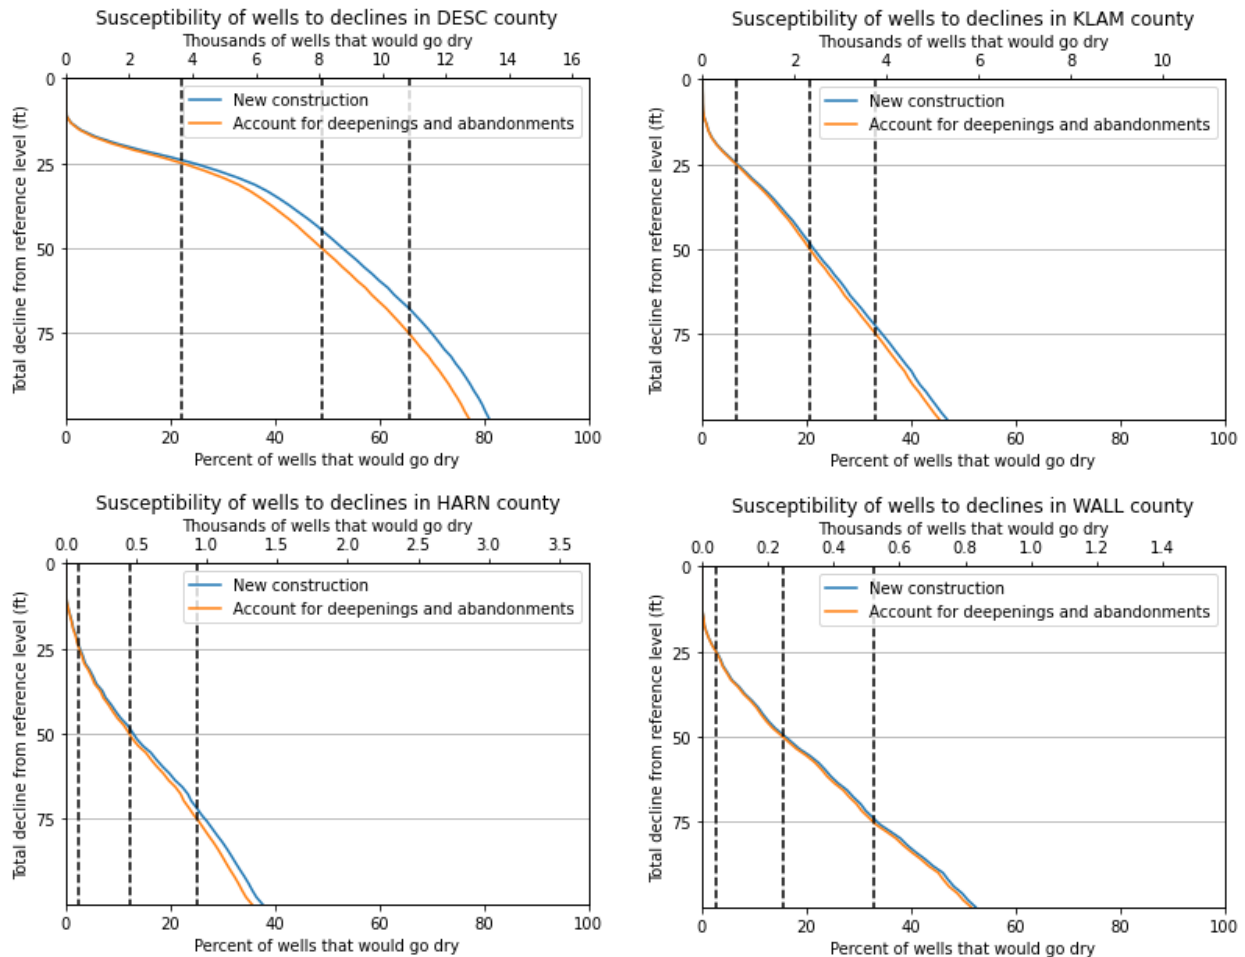 Susceptibility of wells to declines in DESC county
Thousands of wells that would go dry
0 2 4 6 8 10 12 14 16
0
25
50
75
Total decline from reference level (ft)
New construction
Account for deepenings and abandonments
0 20 40 60 80 100
Percent of wells that would go dry
Susceptibility of wells to declines in KLAM county
Thousands of wells that would go dry
0 2 4 6 8 10
0
25
50
75
Total decline from reference level (ft)
New construction
Account for deepenings and abandonments
0 20 40 60 80 100
Percent of wells that would go dry
Susceptibility of wells to declines in HARN county
Thousands of wells that would go dry
0.0 0.5 1.0 1.5 2.0 2.5 3.0 3.5
0
25
50
75
Total decline from reference level (ft)
New construction
Account for deepenings and abandonments
0 20 40 60 80 100
Percent of wells that would go dry
Susceptibility of wells to declines in WALL county
Thousands of wells that would go dry
0.0 0.2 0.4 0.6 0.8 1.0 1.2 1.4
0
25
50
75
Total decline from reference level (ft)
New construction
Account for deepenings and abandonments
0 20 40 60 80 100
Percent of wells that would go dry